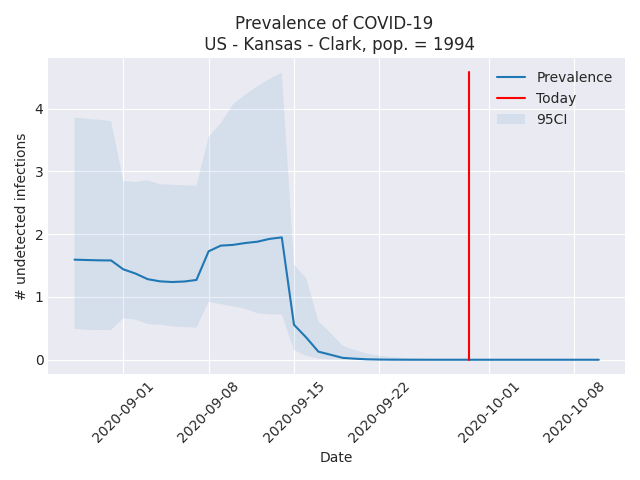 Prevalence of COVID-19
US - Kansas - Clark, pop. = 1994
Prevalence
Today
95CI
# undetected infections
4
3
2
1
0
2020-09-01
2020-09-08
2020-09-15
2020-09-22
2020-10-01
2020-10-08
Date